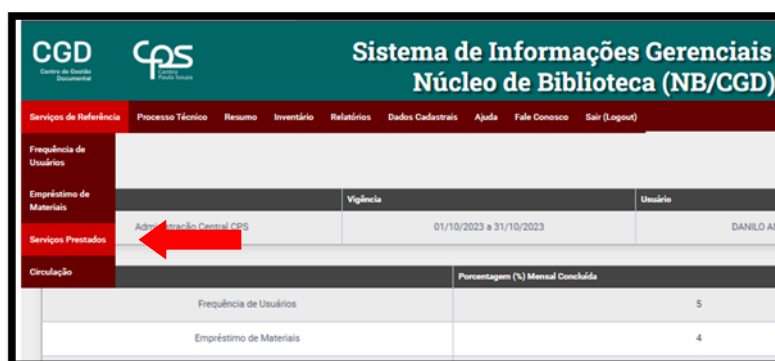 CGD
Centro de Gestão
Documental
CPS
Centro
Paula Souza
Sistema de Informações Gerenciais
Núcleo de Biblioteca (NB/CGD)
Serviços de Referência Processo Técnico Resumo Inventário Relatórios Dados Cadastrais Ajuda Fale Conosco Sair (Logout)
Frequência de
Usuários
Empréstimo de
Materiais
Serviços Prestados
Circulação
Vigência Usuário
Administração Central CPS 01/10/2023 a 31/10/2023 DANILO
Porcentagem (%) Mensal Concluída
Frequência de Usuários 5
Empréstimo de Materiais 4